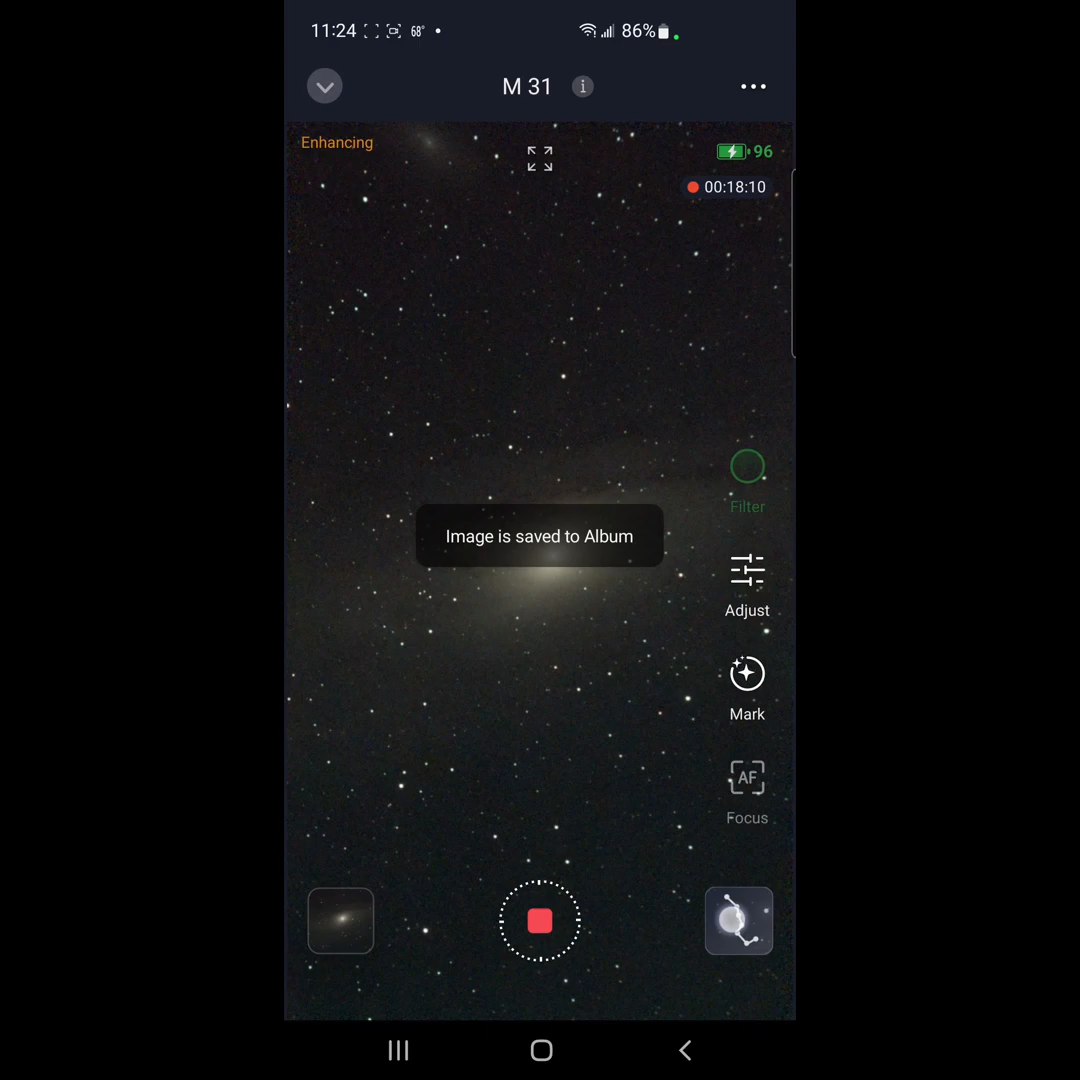 11:24 68° 86%
M 31
Enhancing
96
00:18:10
Filter
Image is saved to Album
Adjust
Mark
AF
Focus